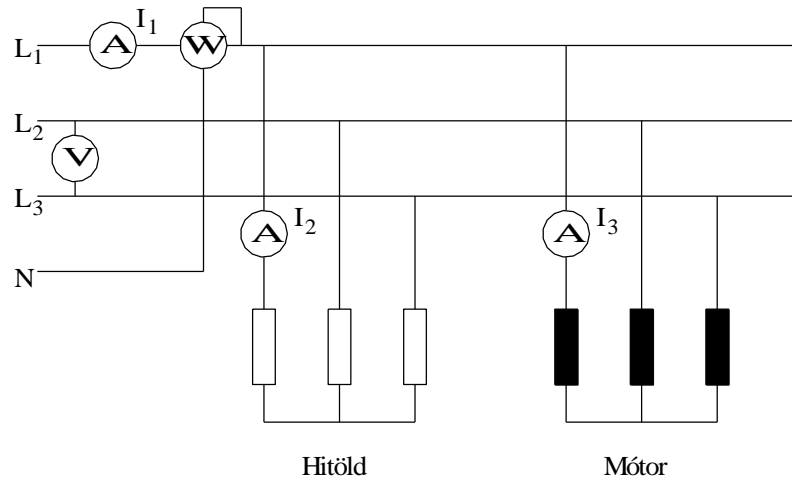 I₁
L₁ A W
L₂
V
L₃
A I₂ A I₃
N
Hitöld Mótor